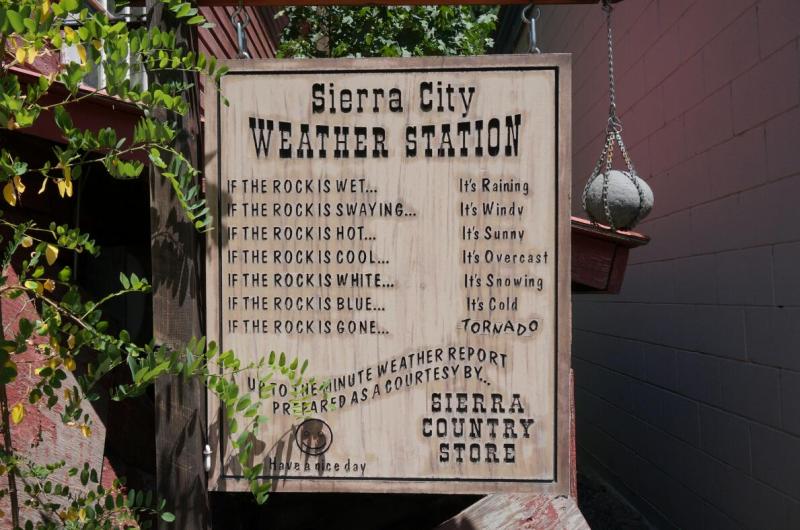 Sierra City
WEATHER STATION
IF THE ROCK IS WET... It's Raining
IF THE ROCK IS SWAYING... It's Windy
IF THE ROCK IS HOT... It's Sunny
IF THE ROCK IS COOL... It's Overcast
IF THE ROCK IS WHITE... It's Snowing
IF THE ROCK IS BLUE... It's Cold
IF THE ROCK IS GONE... TORNADO
UP TO THE MINUTE WEATHER REPORT
PREPARED AS A COURTESY BY...
SIERRA
COUNTRY
STORE
Have a nice day